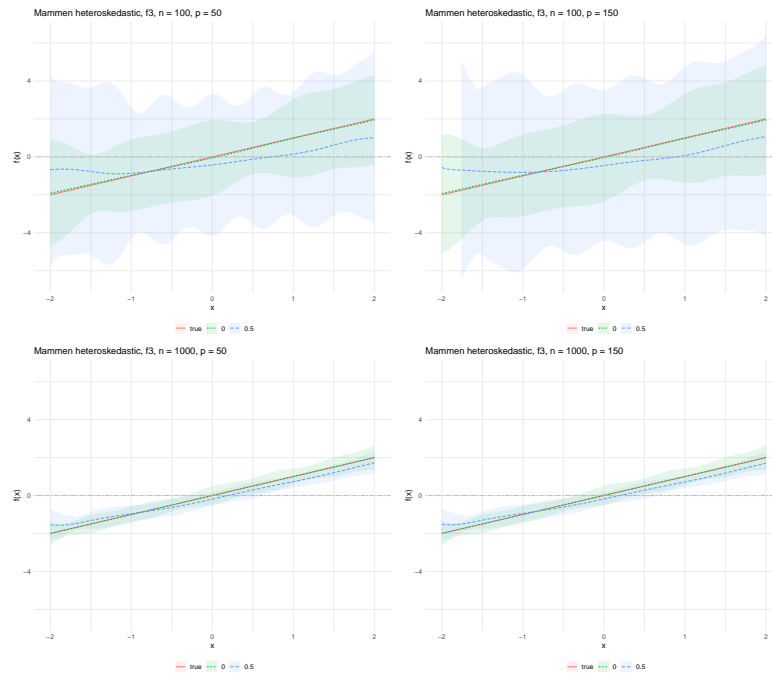 Mammen heteroskedastic, f3, n = 100, p = 50
4
0
−4
f(x)
−2
−1
0
1
2
x
true 0 0.5
Mammen heteroskedastic, f3, n = 100, p = 150
4
0
−4
f(x)
−2
−1
0
1
2
x
true 0 0.5
Mammen heteroskedastic, f3, n = 1000, p = 50
4
0
−4
f(x)
−2
−1
0
1
2
x
true 0 0.5
Mammen heteroskedastic, f3, n = 1000, p = 150
4
0
−4
f(x)
−2
−1
0
1
2
x
true 0 0.5